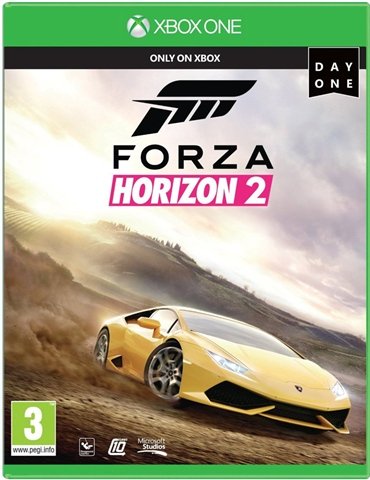 XBOX ONE
ONLY ON XBOX
DAY
ONE
FORZA
HORIZON 2
3
www.pegi.info
Microsoft
Studios